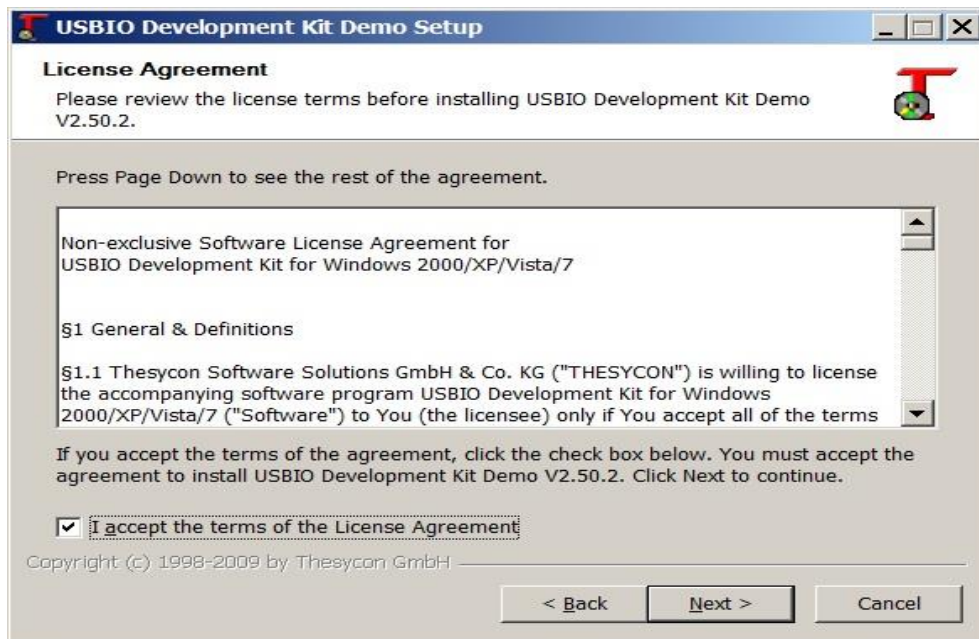 USBIO Development Kit Demo Setup
License Agreement
Please review the license terms before installing USBIO Development Kit Demo
V2.50.2.
Press Page Down to see the rest of the agreement.
Non-exclusive Software License Agreement for
USBIO Development Kit for Windows 2000/XP/Vista/7
§1 General & Definitions
§1.1 Thesycon Software Solutions GmbH & Co. KG ("THESYCON") is willing to license
the accompanying software program USBIO Development Kit for Windows
2000/XP/Vista/7 ("Software") to You (the licensee) only if You accept all of the terms
If you accept the terms of the agreement, click the check box below. You must accept the
agreement to install USBIO Development Kit Demo V2.50.2. Click Next to continue.
I accept the terms of the License Agreement
Copyright (c) 1998-2009 by Thesycon GmbH
< Back Next > Cancel